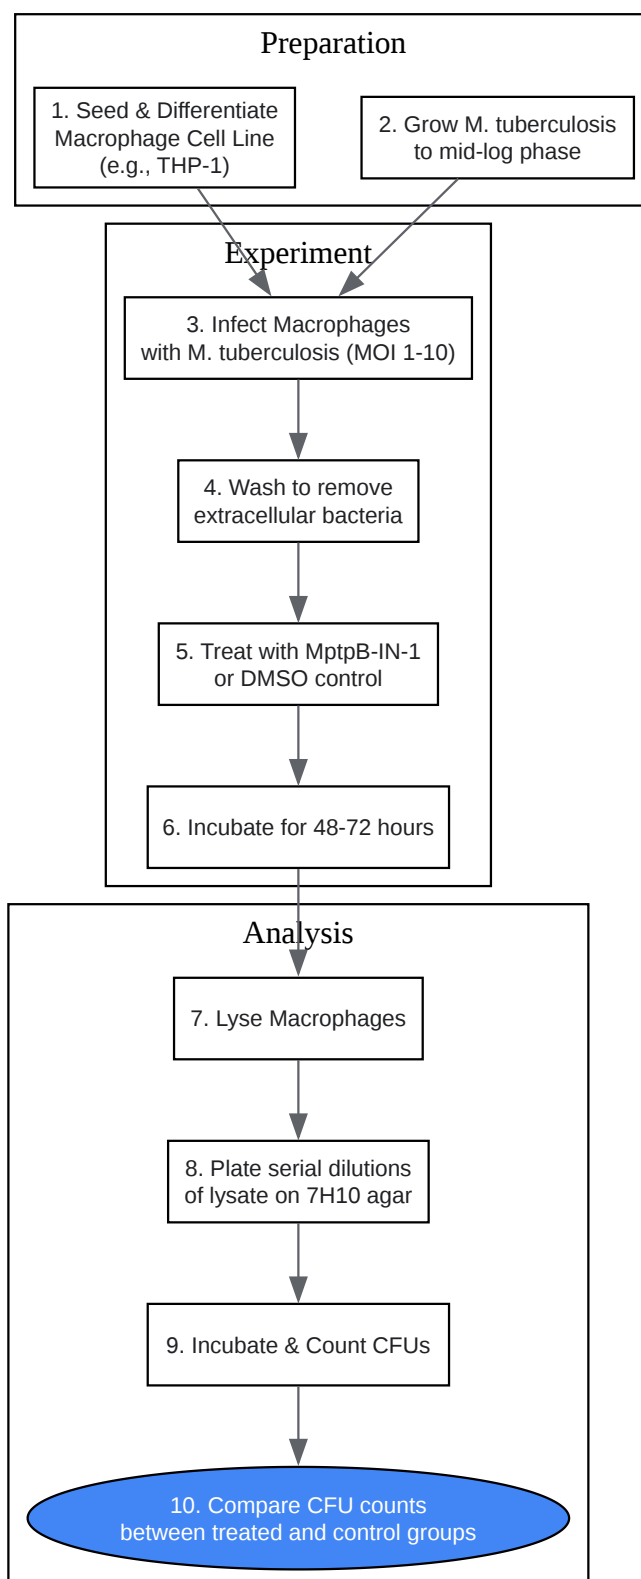 Preparation
1. Seed & Differentiate
Macrophage Cell Line
(e.g., THP-1)
2. Grow M. tuberculosis
to mid-log phase
Experiment
3. Infect Macrophages
with M. tuberculosis (MOI 1-10)
4. Wash to remove
extracellular bacteria
5. Treat with MptpB-IN-1
or DMSO control
6. Incubate for 48-72 hours
Analysis
7. Lyse Macrophages
8. Plate serial dilutions
of lysate on 7H10 agar
9. Incubate & Count CFUs
10. Compare CFU counts
between treated and control groups